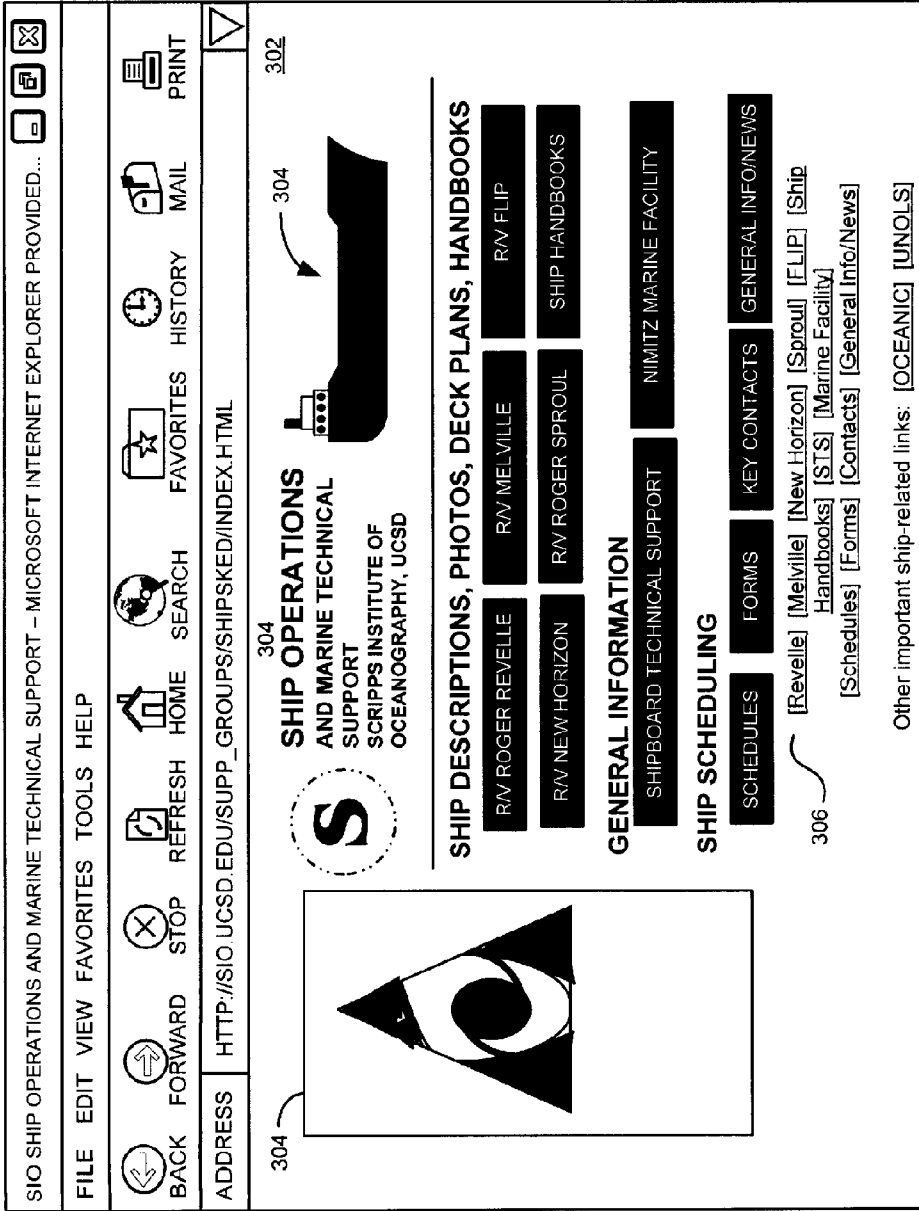 SIO SHIP OPERATIONS AND MARINE TECHNICAL SUPPORT – MICROSOFT INTERNET EXPLORER PROVIDED...
FILE EDIT VIEW FAVORITES TOOLS HELP
BACK FORWARD STOP REFRESH HOME SEARCH FAVORITES HISTORY MAIL PRINT
ADDRESS HTTP://SIO.UCSD.EDU/SUPP_GROUPS/SHIPSKED/INDEX.HTML
302
304
304
304
S
SHIP OPERATIONS
AND MARINE TECHNICAL
SUPPORT
SCRIPPS INSTITUTE OF
OCEANOGRAPHY, UCSD
SHIP DESCRIPTIONS, PHOTOS, DECK PLANS, HANDBOOKS
R/V ROGER REVELLE R/V MELVILLE R/V FLIP
R/V NEW HORIZON R/V ROGER SPROUL SHIP HANDBOOKS
GENERAL INFORMATION
SHIPBOARD TECHNICAL SUPPORT NIMITZ MARINE FACILITY
SHIP SCHEDULING
SCHEDULES FORMS KEY CONTACTS GENERAL INFO/NEWS
306
[Revelle] [Melville] [New Horizon] [Sproul] [FLIP] [Ship
Handbooks] [STS] [Marine Facility]
[Schedules] [Forms] [Contacts] [General Info/News]
Other important ship-related links: [OCEANIC] [UNOLS]